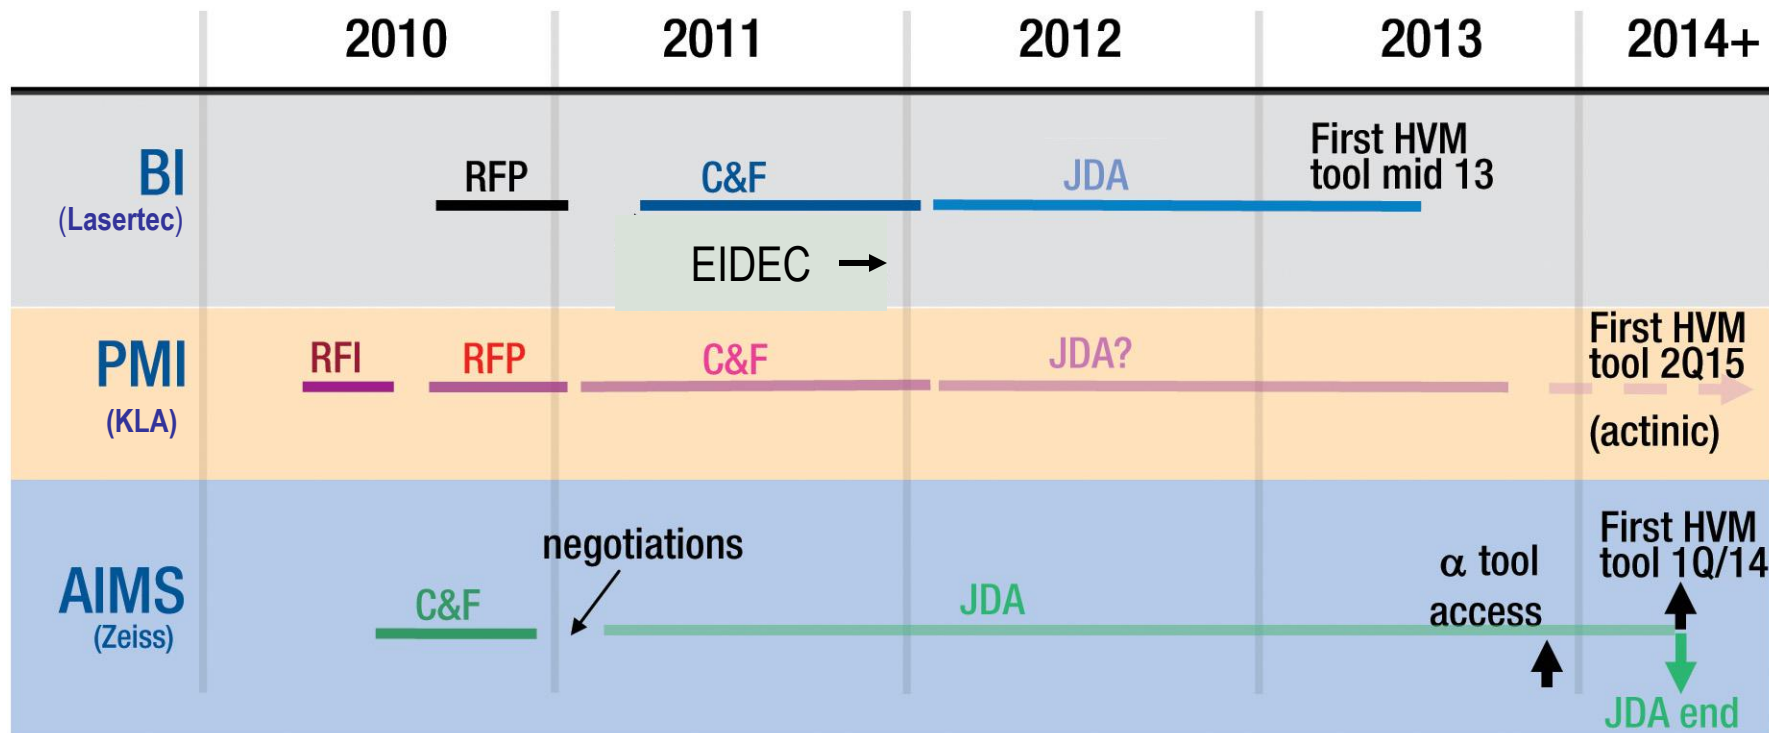 2010 2011 2012 2013 2014+
BI
(Lasertec)
RFP
C&F
JDA
First HVM
tool mid 13
EIDEC
PMI
(KLA)
RFI
RFP
C&F
JDA?
First HVM
tool 2Q15
(actinic)
AIMS
(Zeiss)
C&F
negotiations
JDA
α tool
access
First HVM
tool 1Q/14
JDA end